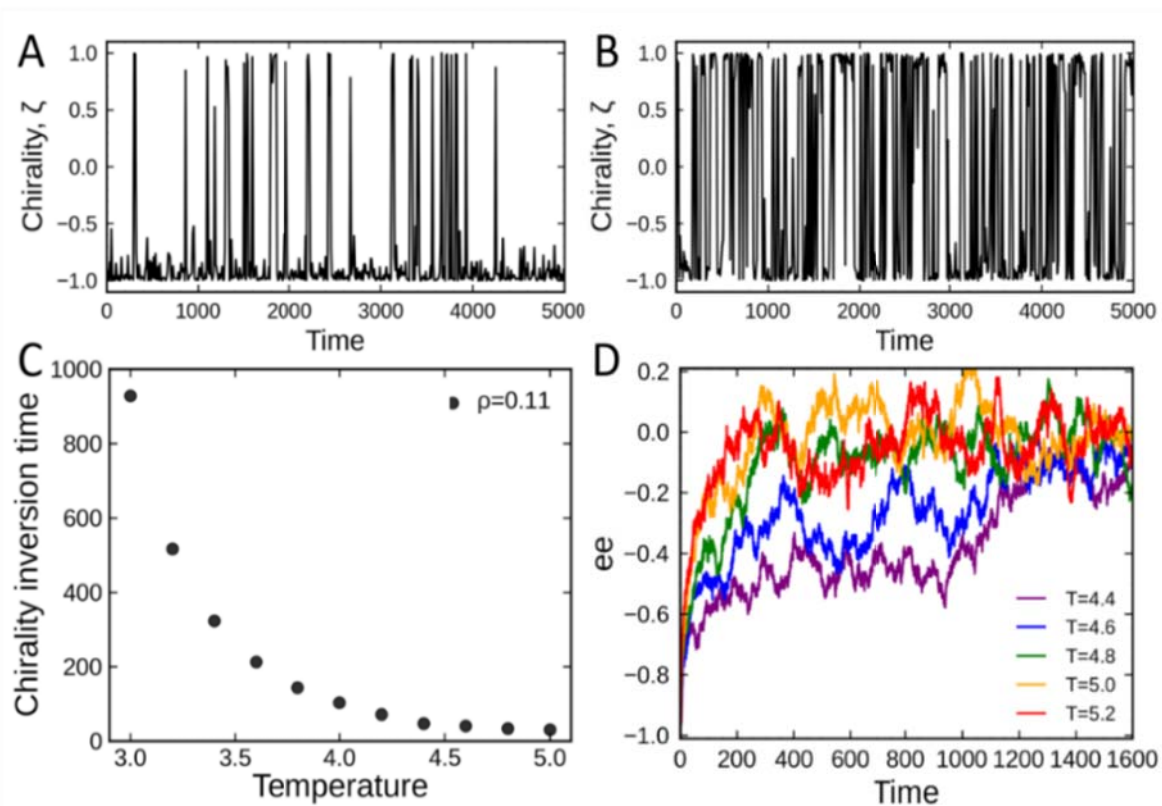 A
Chirality, ζ
1.0
0.5
0.0
−0.5
−1.0
0 1000 2000 3000 4000 5000
Time
B
Chirality, ζ
1.0
0.5
0.0
−0.5
−1.0
0 1000 2000 3000 4000 5000
Time
C
Chirality inversion time
1000
800
600
400
200
0
ρ=0.11
3.0 3.5 4.0 4.5 5.0
Temperature
D
ee
0.2
0.0
−0.2
−0.4
−0.6
−0.8
−1.0
T=4.4
T=4.6
T=4.8
T=5.0
T=5.2
0 200 400 600 800 1000 1200 1400 1600
Time